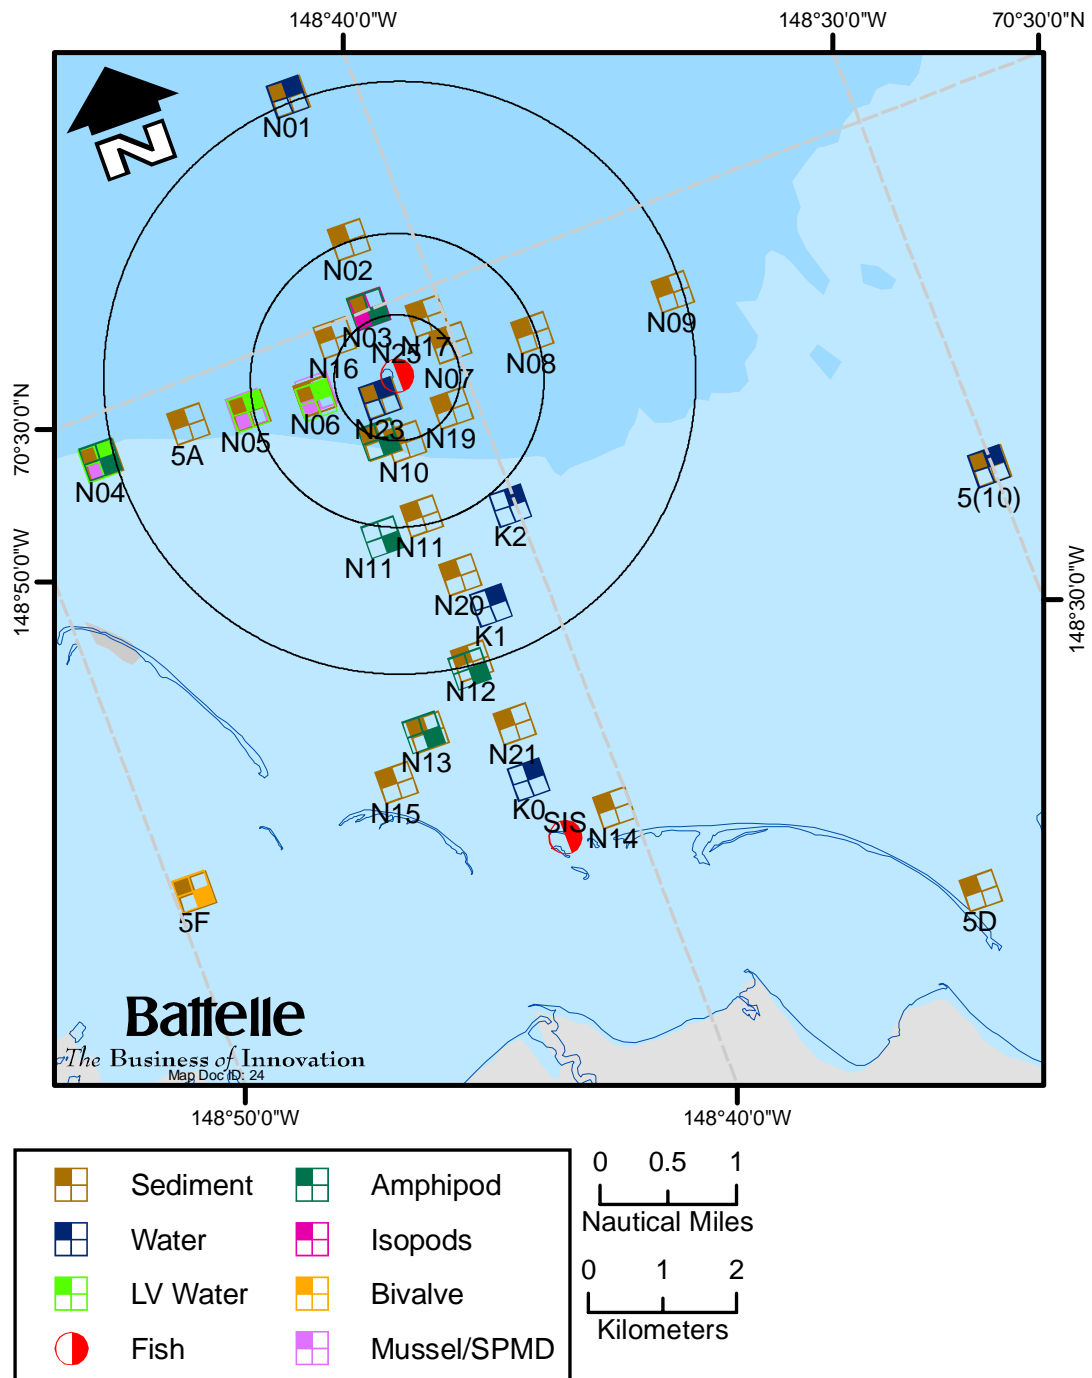 148°40'0"W
148°30'0"W
70°30'0"N
N
N01
N02
N09
N03
N17
N25
N08
N16
N07
N06
N05
N23
N19
5A
N10
N04
70°30'0"N
5(10)
K2
N11
N11
N20
K1
148°50'0"W
148°30'0"W
N12
N13
N21
N15
K0
SIS
N14
5F
5D
Battelle
The Business of Innovation
Map Doc ID: 24
148°50'0"W
148°40'0"W
Sediment
Amphipod
Water
Isopods
LV Water
Bivalve
Fish
Mussel/SPMD
0 0.5 1
Nautical Miles
0 1 2
Kilometers